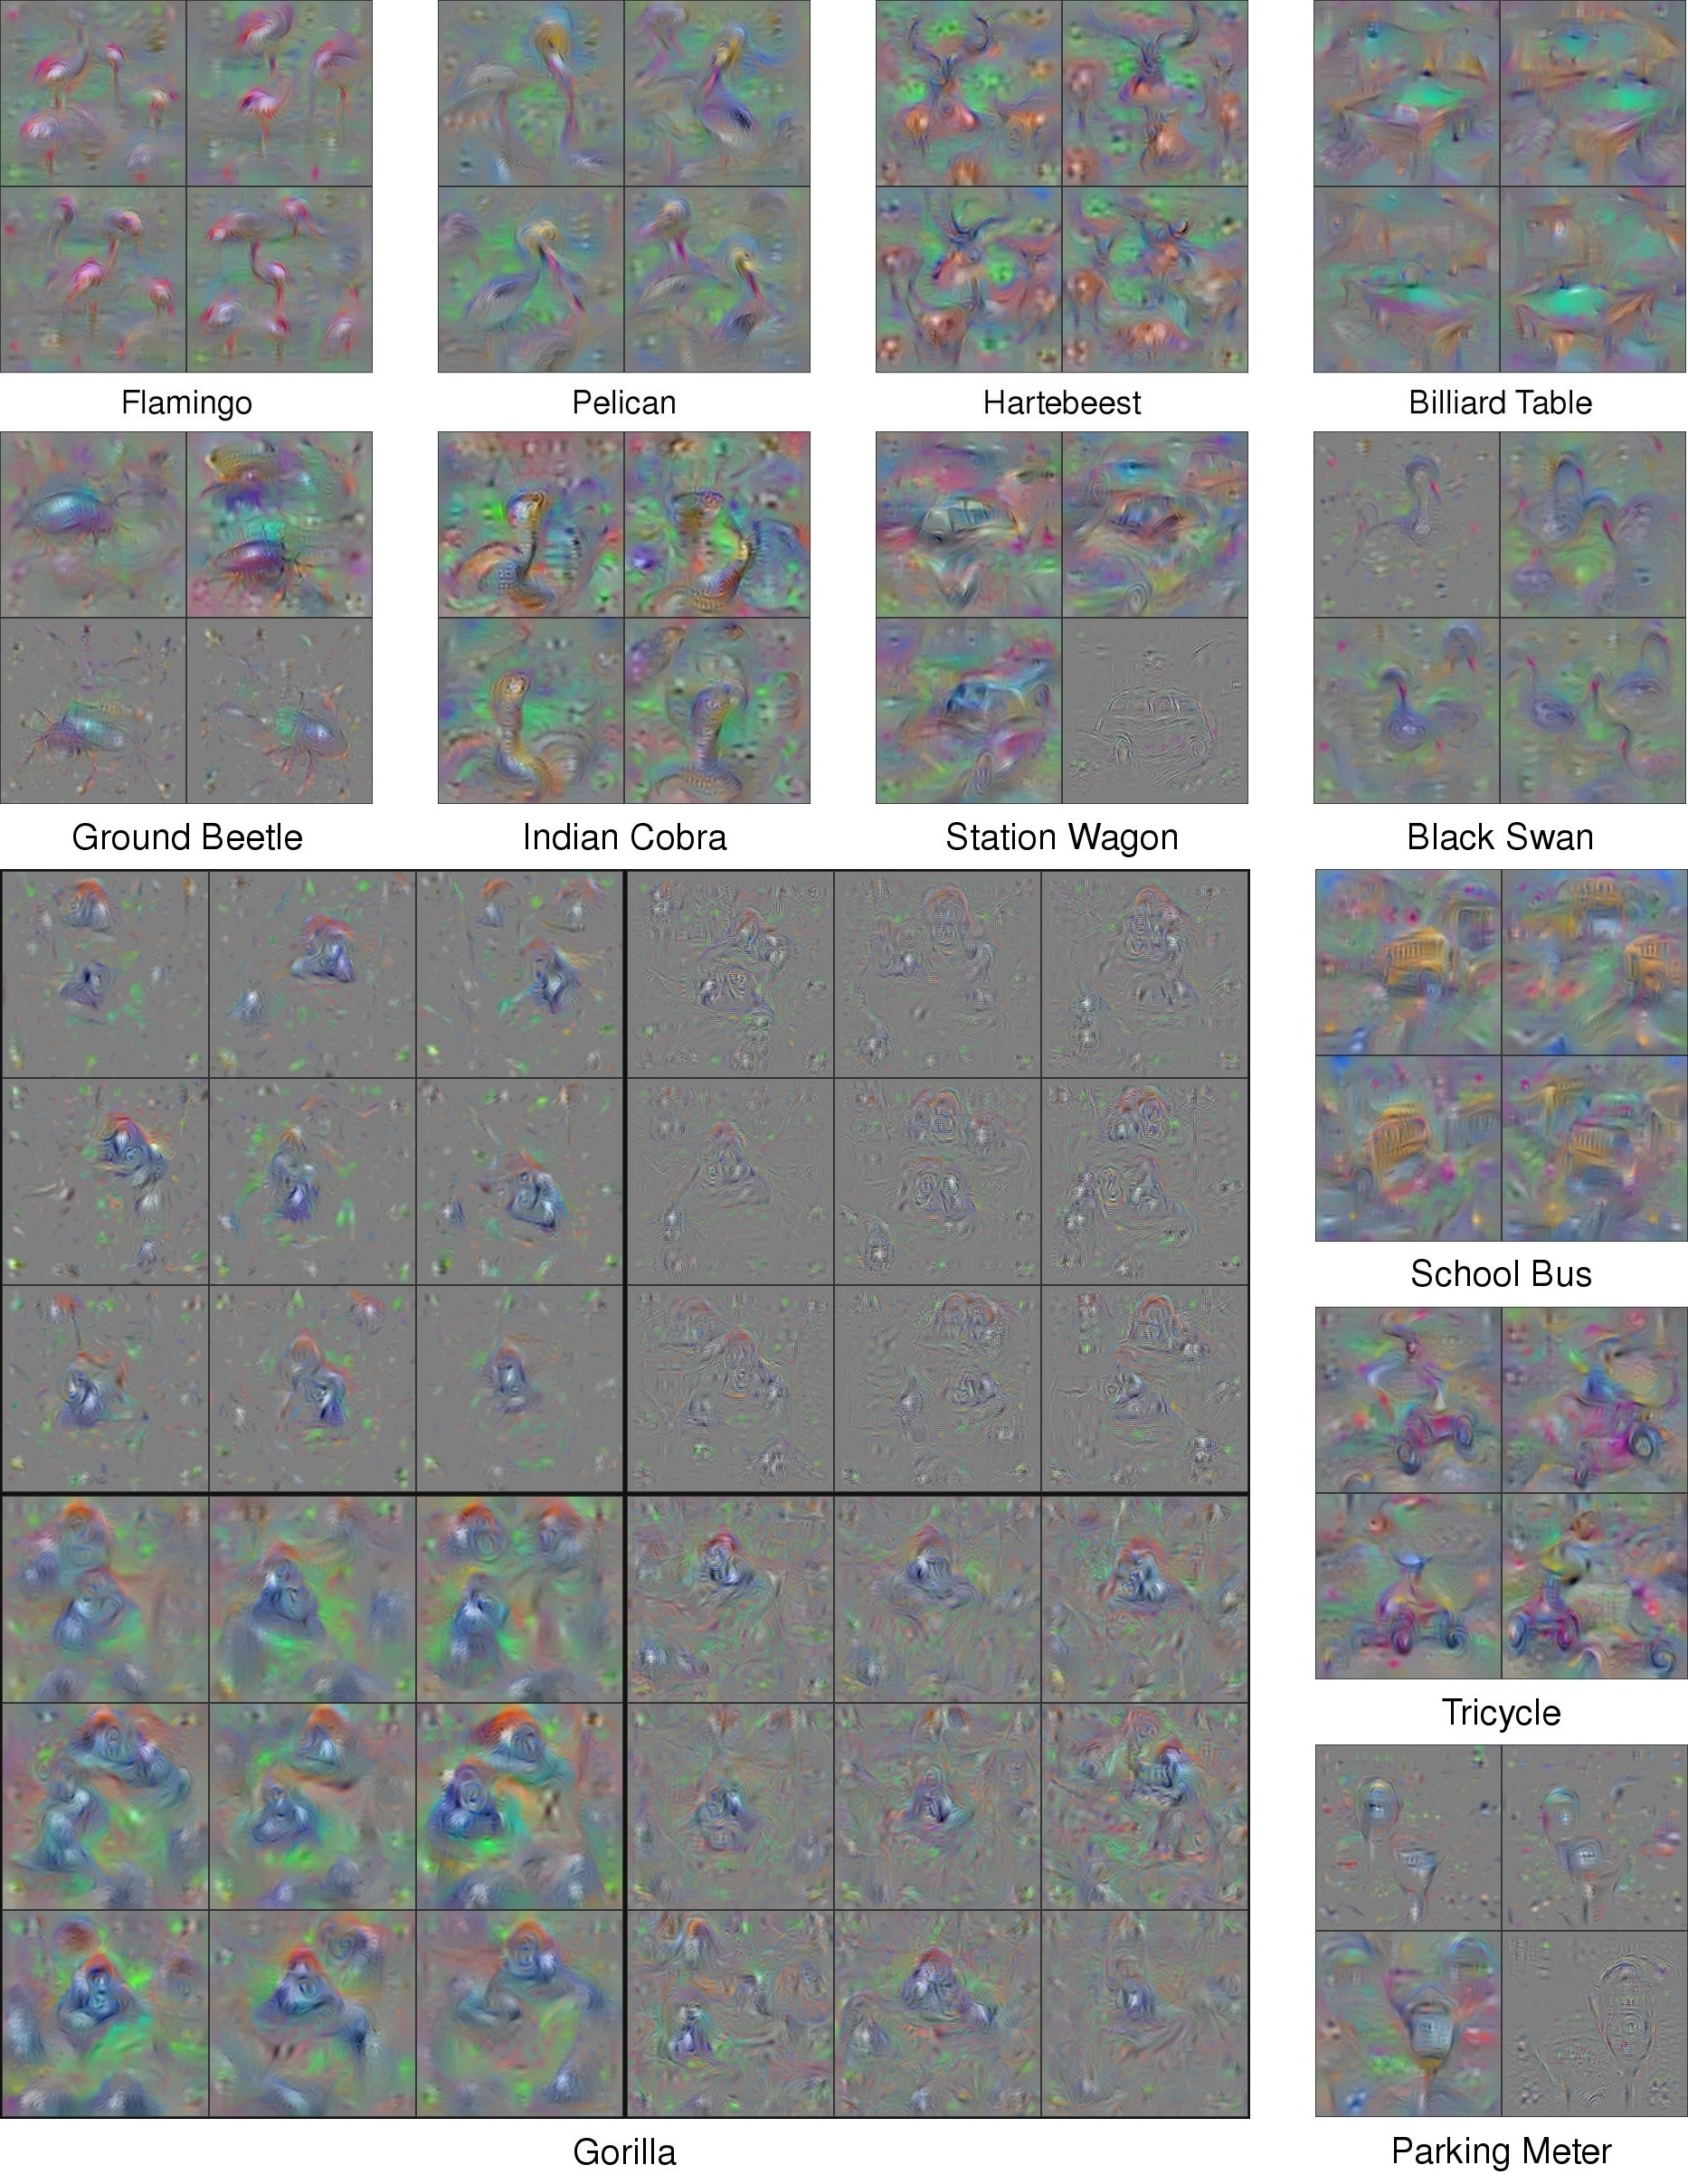 Flamingo
Pelican
Hartebeest
Billiard Table
Ground Beetle
Indian Cobra
Station Wagon
Black Swan
School Bus
Tricycle
Gorilla
Parking Meter